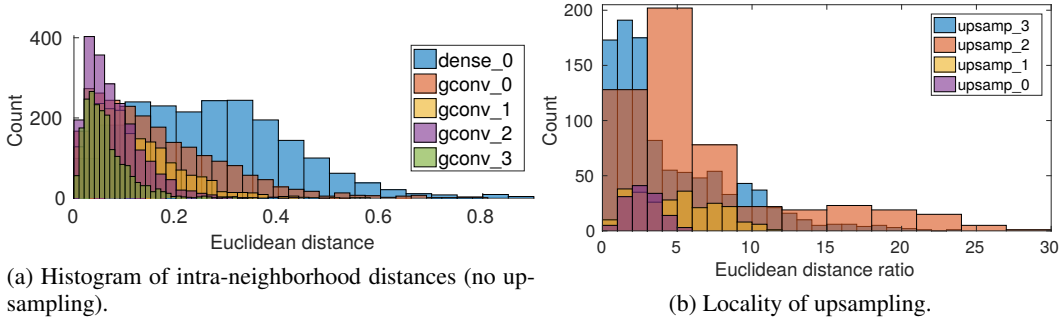 400
200
0
Count
0
0.2
0.4
0.6
0.8
Euclidean distance
dense_0
gconv_0
gconv_1
gconv_2
gconv_3
(a) Histogram of intra-neighborhood distances (no up-
sampling).
200
150
100
50
0
Count
0
5
10
15
20
25
30
Euclidean distance ratio
upsamp_3
upsamp_2
upsamp_1
upsamp_0
(b) Locality of upsampling.